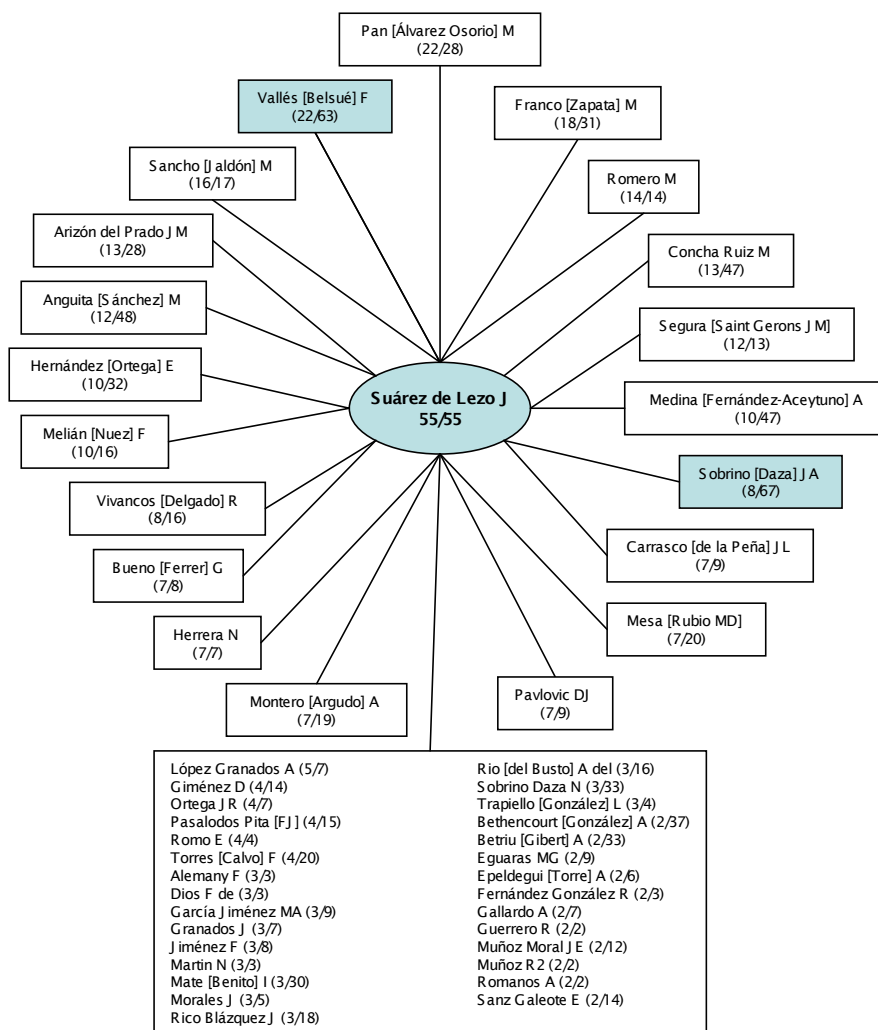 Pan [Álvarez Osorio] M
(22/28)
Vallés [Belsué] F
(22/63)
Franco [Zapata] M
(18/31)
Sancho [Jaldón] M
(16/17)
Romero M
(14/14)
Arizón del Prado J M
(13/28)
Concha Ruiz M
(13/47)
Anguita [Sánchez] M
(12/48)
Segura [Saint Gerons J M]
(12/13)
Hernández [Ortega] E
(10/32)
Suárez de Lezo J
55/55
Medina [Fernández-Aceytuno] A
(10/47)
Melián [Nuez] F
(10/16)
Sobrino [Daza] J A
(8/67)
Vivancos [Delgado] R
(8/16)
Carrasco [de la Peña] J L
(7/9)
Bueno [Ferrer] G
(7/8)
Mesa [Rubio MD]
(7/20)
Herrera N
(7/7)
Montero [Argudo] A
(7/19)
Pavlovic DJ
(7/9)
López Granados A (5/7)
Giménez D (4/14)
Ortega J R (4/7)
Pasalodos Pita [FJ] (4/15)
Romo E (4/4)
Torres [Calvo] F (4/20)
Alemany F (3/3)
Dios F de (3/3)
García Jiménez MA (3/9)
Granados J (3/7)
Jiménez F (3/8)
Martin N (3/3)
Mate [Benito] I (3/30)
Morales J (3/5)
Rico Blázquez J (3/18)
Rio [del Busto] A del (3/16)
Sobrino Daza N (3/33)
Trapiello [González] L (3/4)
Bethencourt [González] A (2/37)
Betriu [Gibert] A (2/33)
Eguaras MG (2/9)
Epeldegui [Torre] A (2/6)
Fernández González R (2/3)
Gallardo A (2/7)
Guerrero R (2/2)
Muñoz Moral J E (2/12)
Muñoz R2 (2/2)
Romanos A (2/2)
Sanz Galeote E (2/14)